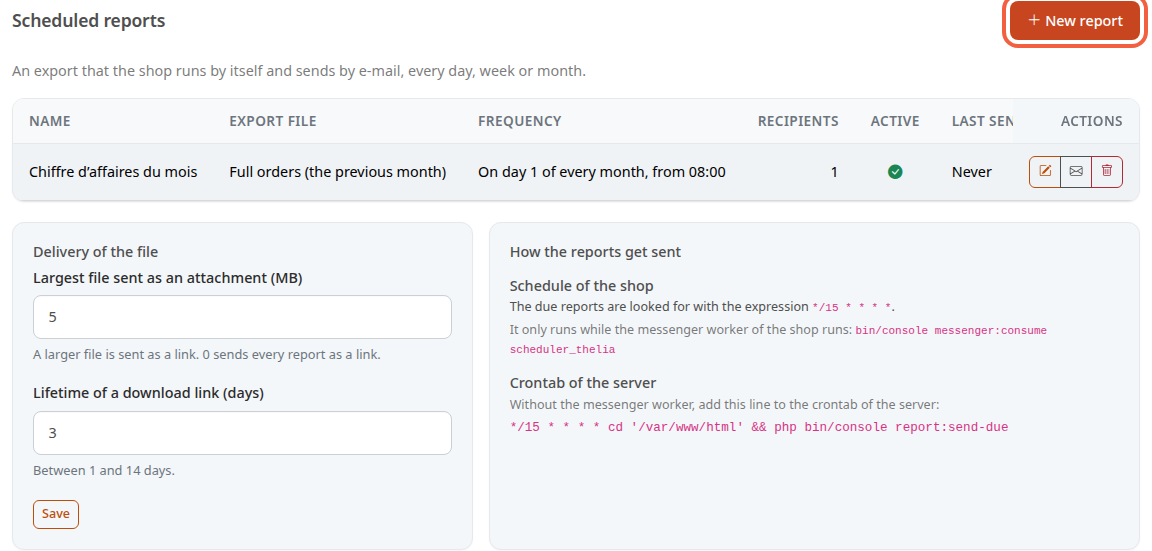 Scheduled reports
+ New report
An export that the shop runs by itself and sends by e-mail, every day, week or month.
NAME EXPORT FILE FREQUENCY RECIPIENTS ACTIVE LAST SEN ACTIONS
Chiffre d’affaires du mois Full orders (the previous month) On day 1 of every month, from 08:00 1 Never
Delivery of the file
Largest file sent as an attachment (MB)
5
A larger file is sent as a link. 0 sends every report as a link.
Lifetime of a download link (days)
3
Between 1 and 14 days.
Save
How the reports get sent
Schedule of the shop
The due reports are looked for with the expression */15 * * * *.
It only runs while the messenger worker of the shop runs: bin/console messenger:consume
scheduler_thelia
Crontab of the server
Without the messenger worker, add this line to the crontab of the server:
*/15 * * * * cd '/var/www/html' && php bin/console report:send-due